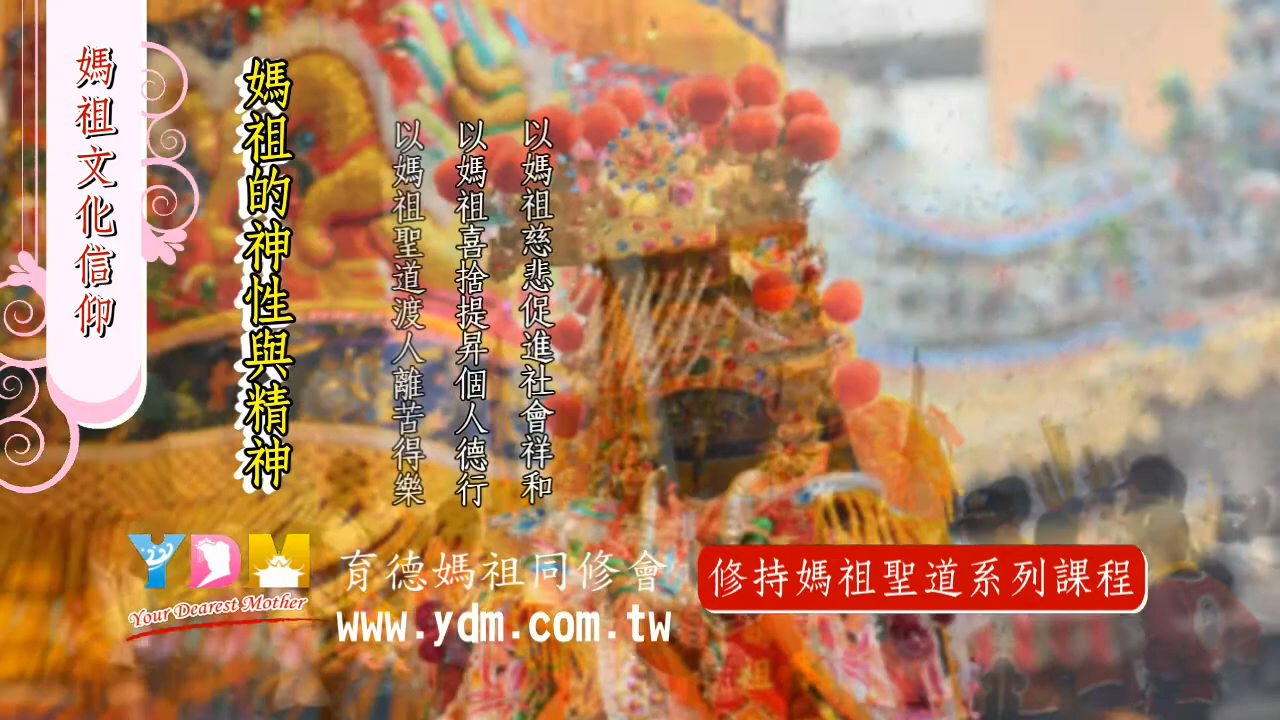 媽祖文化信仰
媽祖的神性與精神
以媽祖慈悲促進社會祥和
以媽祖喜捨提昇個人德行
以媽祖聖道渡人離苦得樂
YDM
Your Dearest Mother
育德媽祖同修會
www.ydm.com.tw
修持媽祖聖道系列課程